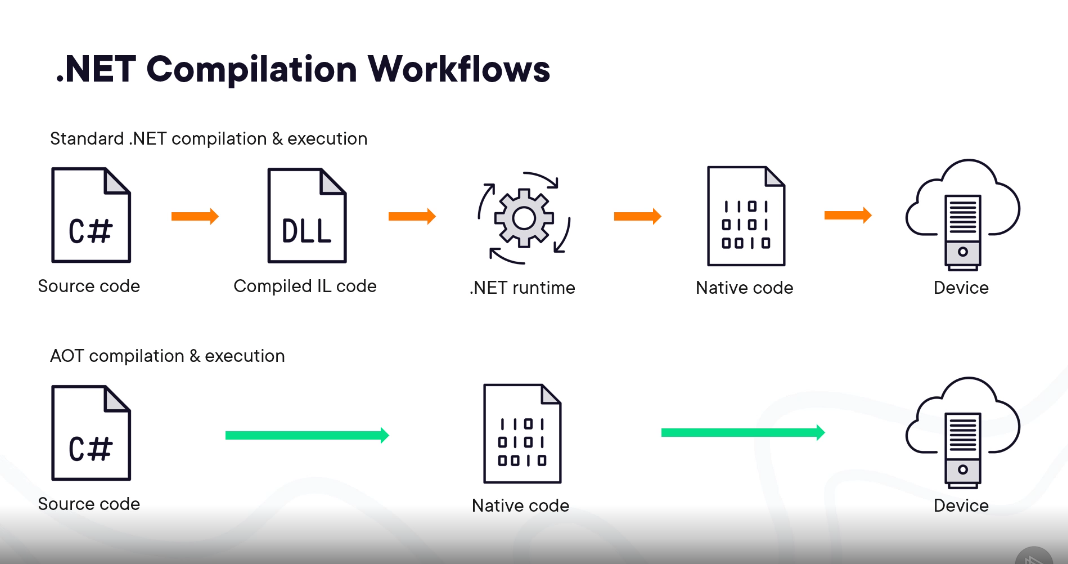 .NET Compilation Workflows
Standard .NET compilation & execution
C#
DLL
1101
0101
0010
Source code
Compiled IL code
.NET runtime
Native code
Device
AOT compilation & execution
C#
1101
0101
0010
Source code
Native code
Device